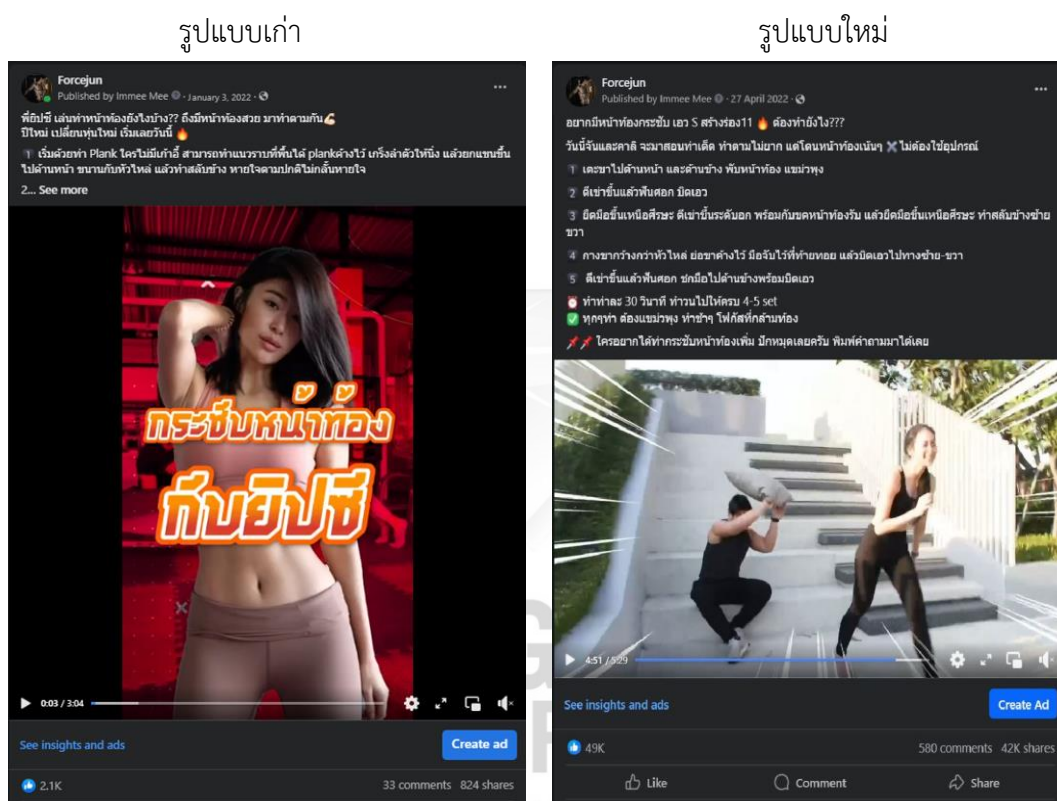 รูปแบบเก่า
Forcejun
Published by Immee Mee · January 3, 2022 ·
พี่ยิปซี เล่นท่าหน้าท้องยังไงบ้าง?? ถึงมีหน้าท้องสวย มาทำตามกัน💪
ปีใหม่ เปลี่ยนหุ่นใหม่ เริ่มเลยวันนี้ 🔥
1 เริ่มด้วยท่า Plank ใครไม่มีเก้าอี้ สามารถทำแนวราบที่พื้นได้ plankค้างไว้ เกร็งลำตัวให้นิ่ง แล้วยกแขนขึ้น
ไปด้านหน้า ขนานกับหัวไหล่ แล้วทำสลับข้าง หายใจตามปกติไม่กลั้นหายใจ
2... See more
กระชับหน้าท้อง
กับยิปซี
0:03 / 3:04
See insights and ads
Create ad
2.1K
33 comments 824 shares
รูปแบบใหม่
Forcejun
Published by Immee Mee · 27 April 2022 ·
อยากมีหน้าท้องกระชับ เอว S สร้างร่อง11 🔥 ต้องทำยังไง???
วันนี้จันและคาลิ จะมาสอนท่าเด็ด ทำตามไม่ยาก แต่โดนหน้าท้องเน้นๆ ✖ไม่ต้องใช้อุปกรณ์
1 เตะขาไปด้านหน้า และด้านข้าง พับหน้าท้อง แขม่วพุง
2 ตีเข่าขึ้นแล้วฟันศอก บิดเอว
3 ยืดมือขึ้นเหนือศีรษะ ตีเข่าขึ้นระดับอก พร้อมกับขดหน้าท้องรับ แล้วยืดมือขึ้นเหนือศีรษะ ทำสลับข้างซ้าย
ขวา
4 กางขากว้างกว่าหัวไหล่ ย่อขาค้างไว้ มือจับไว้ที่ท้ายทอย แล้วบิดเอวไปทางซ้าย-ขวา
5 ตีเข่าขึ้นแล้วฟันศอก ชกมือไปด้านข้างพร้อมบิดเอว
⏰ ทำท่าละ 30 วินาที ทำวนไปให้ครบ 4-5 set
✅ ทุกๆท่า ต้องแขม่วพุง ทำช้าๆ โฟกัสที่กล้ามท้อง
📌📌 ใครอยากได้ท่ากระชับหน้าท้องเพิ่ม ปักหมุดเลยครับ พิมพ์คำถามมาได้เลย
4:51 / 5:29
See insights and ads
Create Ad
49K
580 comments 42K shares
Like
Comment
Share